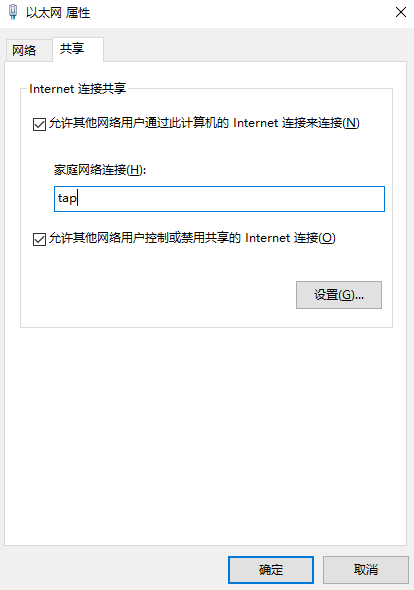 以太网 属性
网络
共享
Internet 连接共享
允许其他网络用户通过此计算机的 Internet 连接来连接(N)
家庭网络连接(H):
tap
允许其他网络用户控制或禁用共享的 Internet 连接(O)
设置(G)...
确定
取消